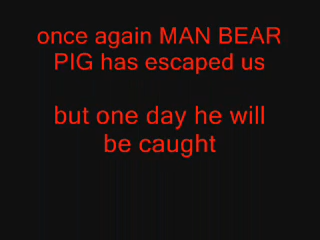 once again MAN BEAR
PIG has escaped us
but one day he will
be caught